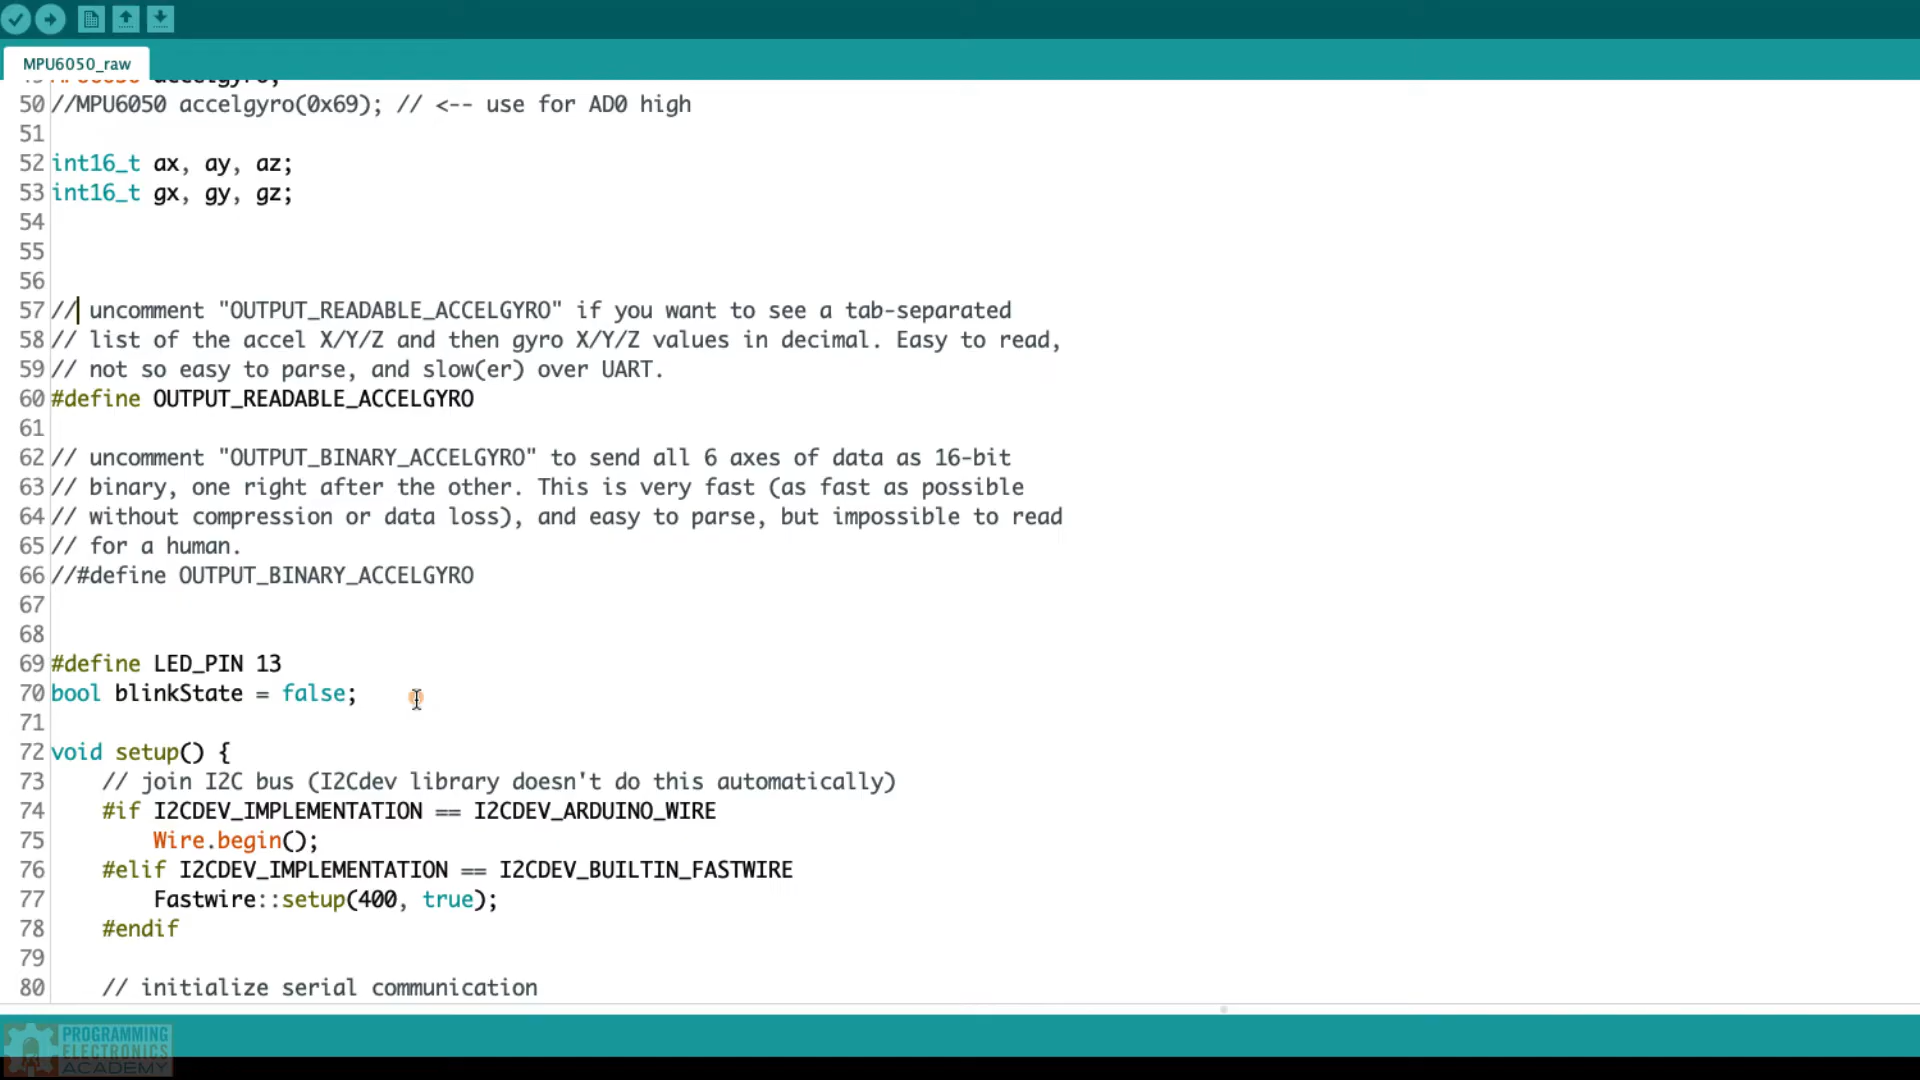 MPU6050_raw
49 MPU6050 accelgyro;
50 //MPU6050 accelgyro(0x69); // <-- use for AD0 high
51
52 int16_t ax, ay, az;
53 int16_t gx, gy, gz;
54
55
56
57 // uncomment "OUTPUT_READABLE_ACCELGYRO" if you want to see a tab-separated
58 // list of the accel X/Y/Z and then gyro X/Y/Z values in decimal. Easy to read,
59 // not so easy to parse, and slow(er) over UART.
60 #define OUTPUT_READABLE_ACCELGYRO
61
62 // uncomment "OUTPUT_BINARY_ACCELGYRO" to send all 6 axes of data as 16-bit
63 // binary, one right after the other. This is very fast (as fast as possible
64 // without compression or data loss), and easy to parse, but impossible to read
65 // for a human.
66 //#define OUTPUT_BINARY_ACCELGYRO
67
68
69 #define LED_PIN 13
70 bool blinkState = false;
71
72 void setup() {
73     // join I2C bus (I2Cdev library doesn't do this automatically)
74     #if I2CDEV_IMPLEMENTATION == I2CDEV_ARDUINO_WIRE
75         Wire.begin();
76     #elif I2CDEV_IMPLEMENTATION == I2CDEV_BUILTIN_FASTWIRE
77         Fastwire::setup(400, true);
78     #endif
79
80     // initialize serial communication
PROGRAMMING
ELECTRONICS
ACADEMY